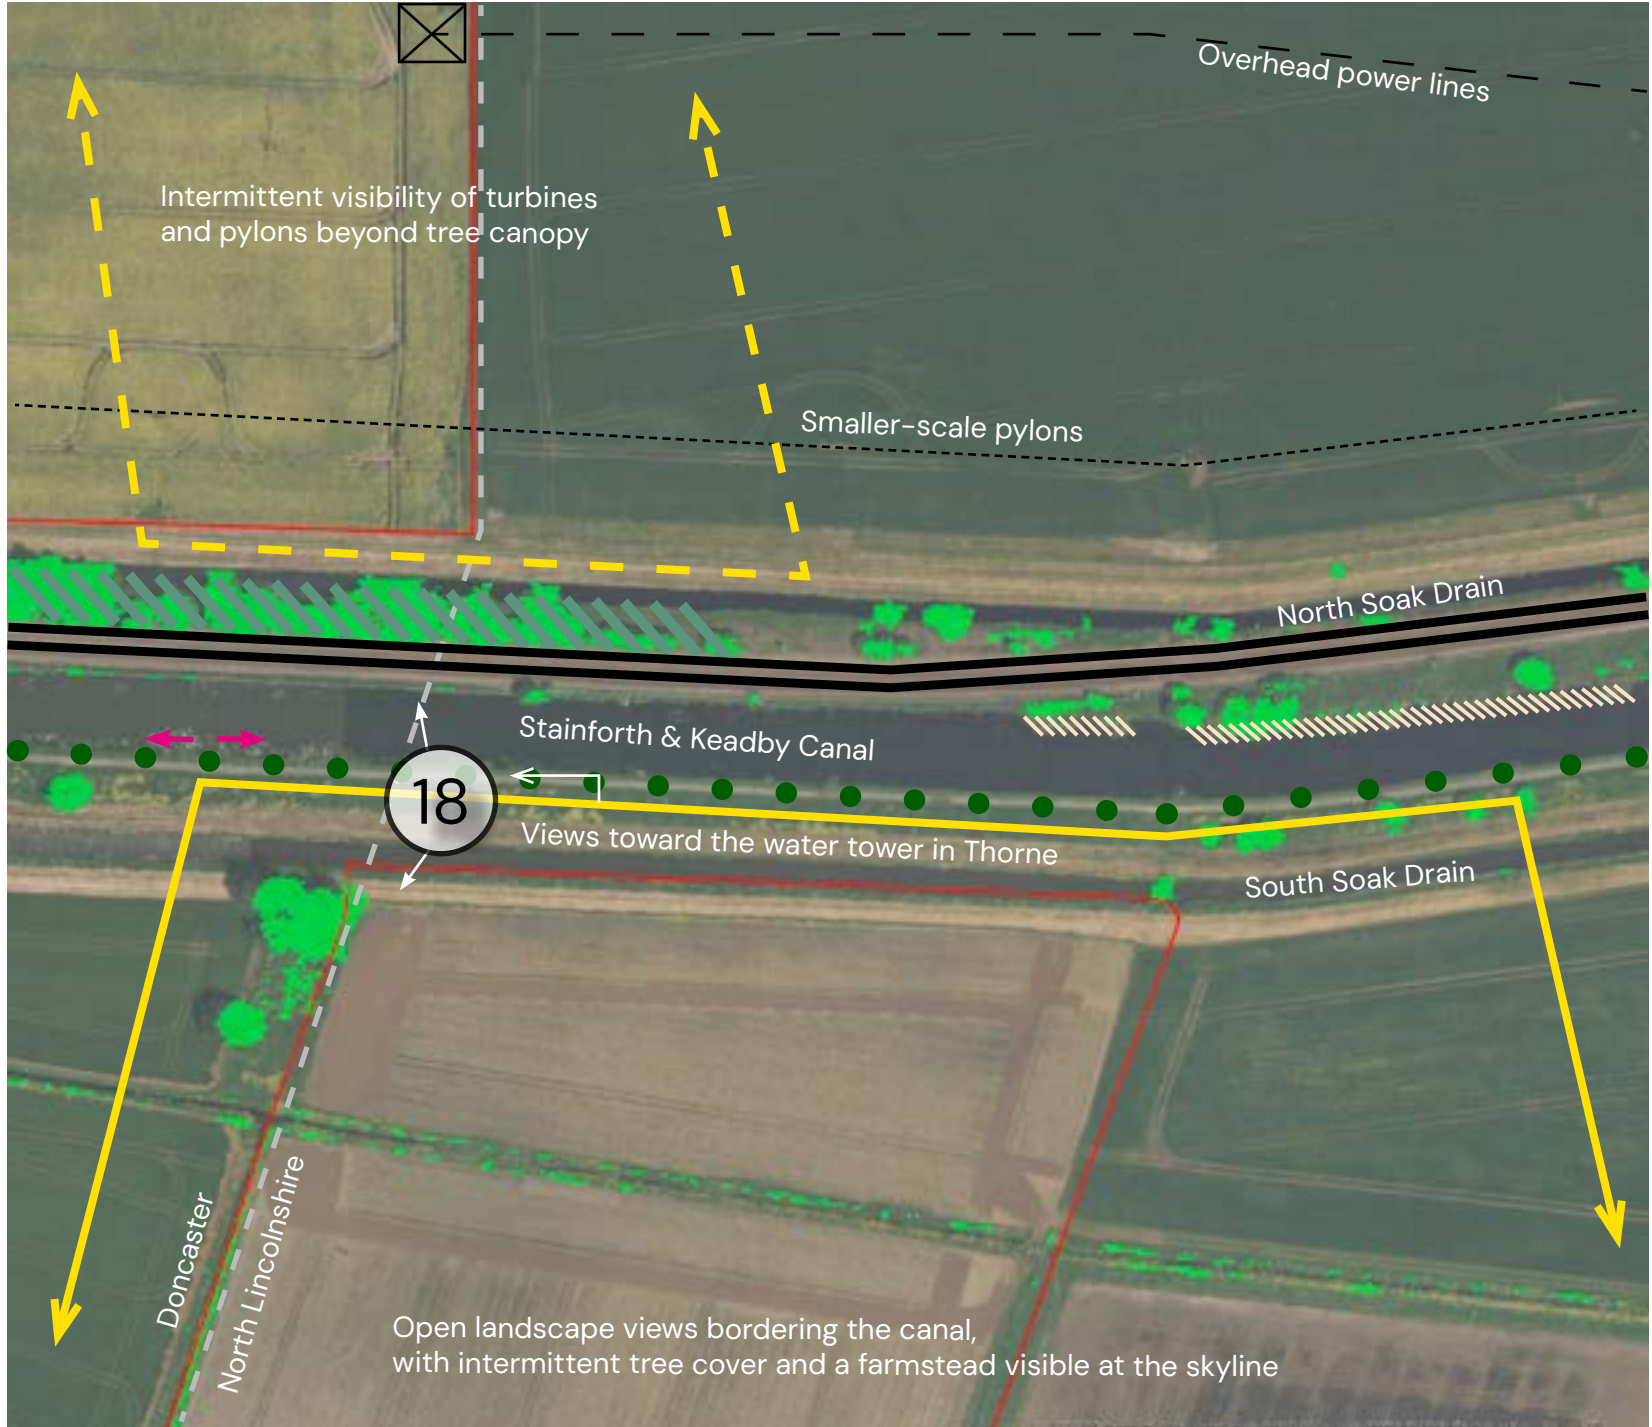 Overhead power lines
Intermittent visibility of turbines
and pylons beyond tree canopy
Smaller-scale pylons
North Soak Drain
Stainforth & Keadby Canal
18
Views toward the water tower in Thorne
South Soak Drain
Doncaster
North Lincolnshire
Open landscape views bordering the canal,
with intermittent tree cover and a farmstead visible at the skyline